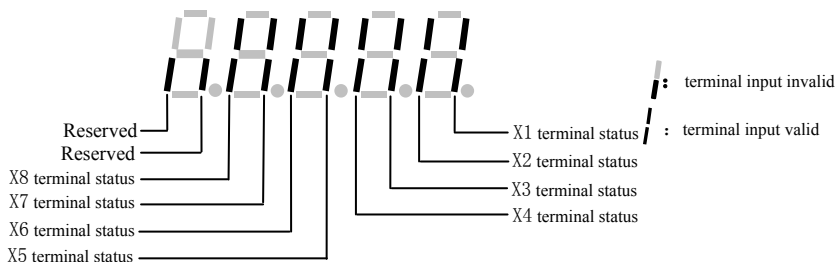 : terminal input invalid
: terminal input valid
Reserved
Reserved
X8 terminal status
X7 terminal status
X6 terminal status
X5 terminal status
X1 terminal status
X2 terminal status
X3 terminal status
X4 terminal status